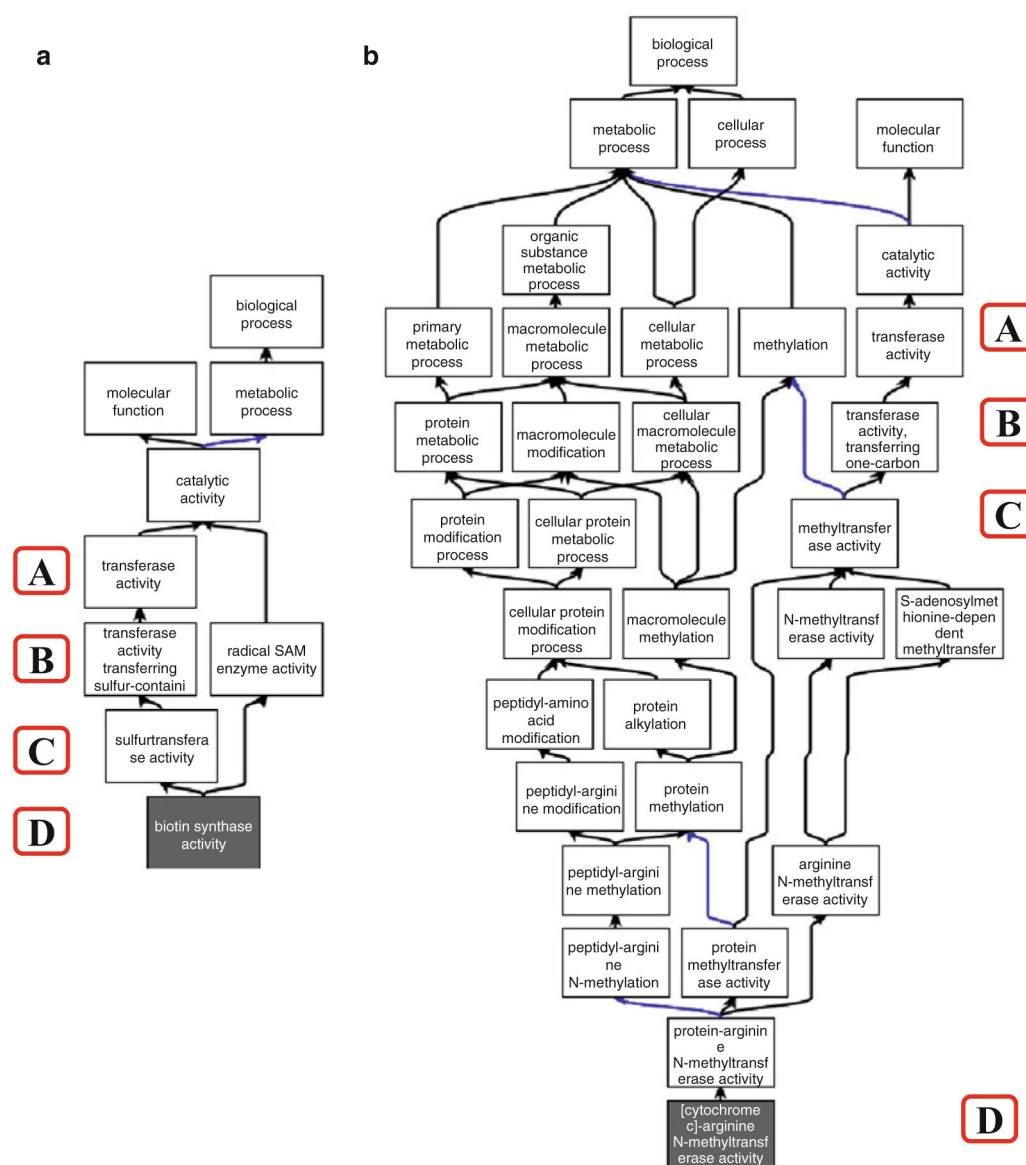 a
biological
process
molecular
function
metabolic
process
catalytic
activity
A
transferase
activity
B
transferase
activity
transferring
sulfur-containi
radical SAM
enzyme activity
C
sulfurtransfera
se activity
D
biotin synthase
activity
b
biological
process
metabolic
process
cellular
process
molecular
function
organic
substance
metabolic
process
catalytic
activity
primary
metabolic
process
macromolecule
metabolic
process
cellular
metabolic
process
methylation
transferase
activity
A
protein
metabolic
process
macromolecule
modification
cellular
macromolecule
metabolic
process
transferase
activity,
transferring
one-carbon
B
protein
modification
process
cellular protein
metabolic
process
methyltransfer
ase activity
C
cellular protein
modification
process
macromolecule
methylation
N-methyltransf
erase activity
S-adenosylmet
hionine-depen
dent
methyltransfer
peptidyl-amino
acid
modification
protein
alkylation
peptidyl-argini
ne modification
protein
methylation
peptidyl-argini
ne methylation
arginine
N-methyltransf
erase activity
peptidyl-argini
ne
N-methylation
protein
methyltransfer
ase activity
protein-arginin
e
N-methyltransf
erase activity
[cytochrome
c]-arginine
N-methyltransf
erase activity
D